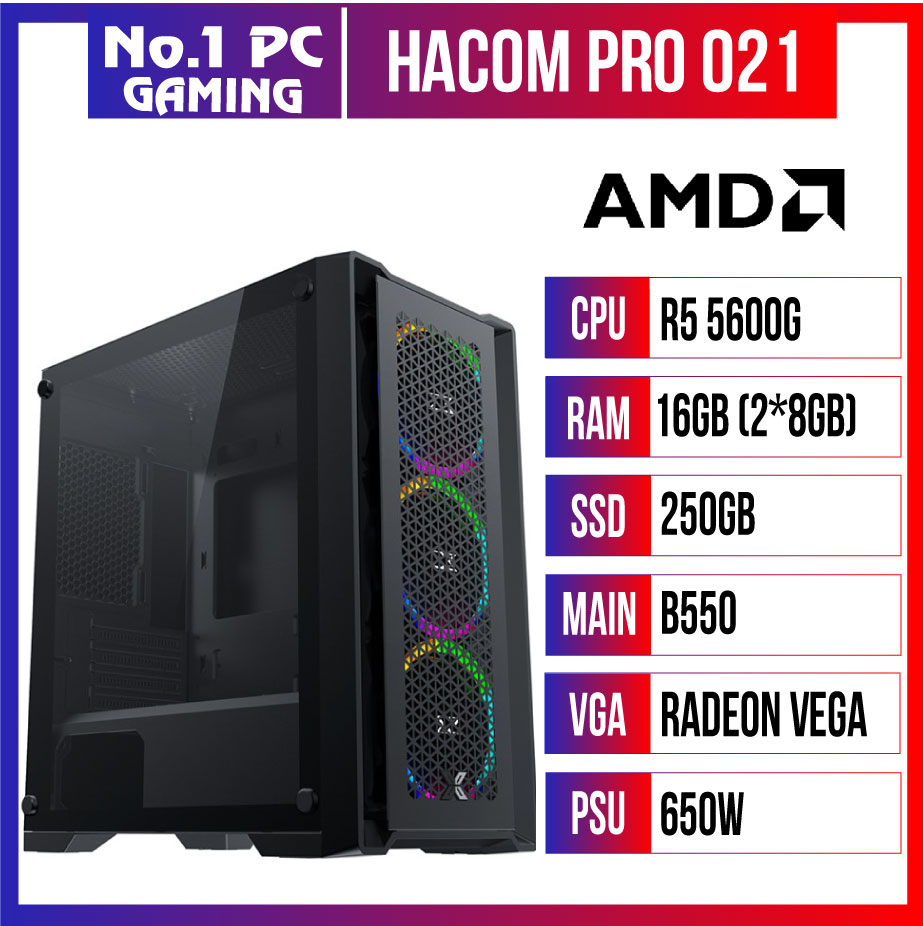 No.1 PC
GAMING
HACOM PRO 021
AMD
CPU R5 5600G
RAM 16GB (2*8GB)
SSD 250GB
MAIN B550
VGA RADEON VEGA
PSU 650W